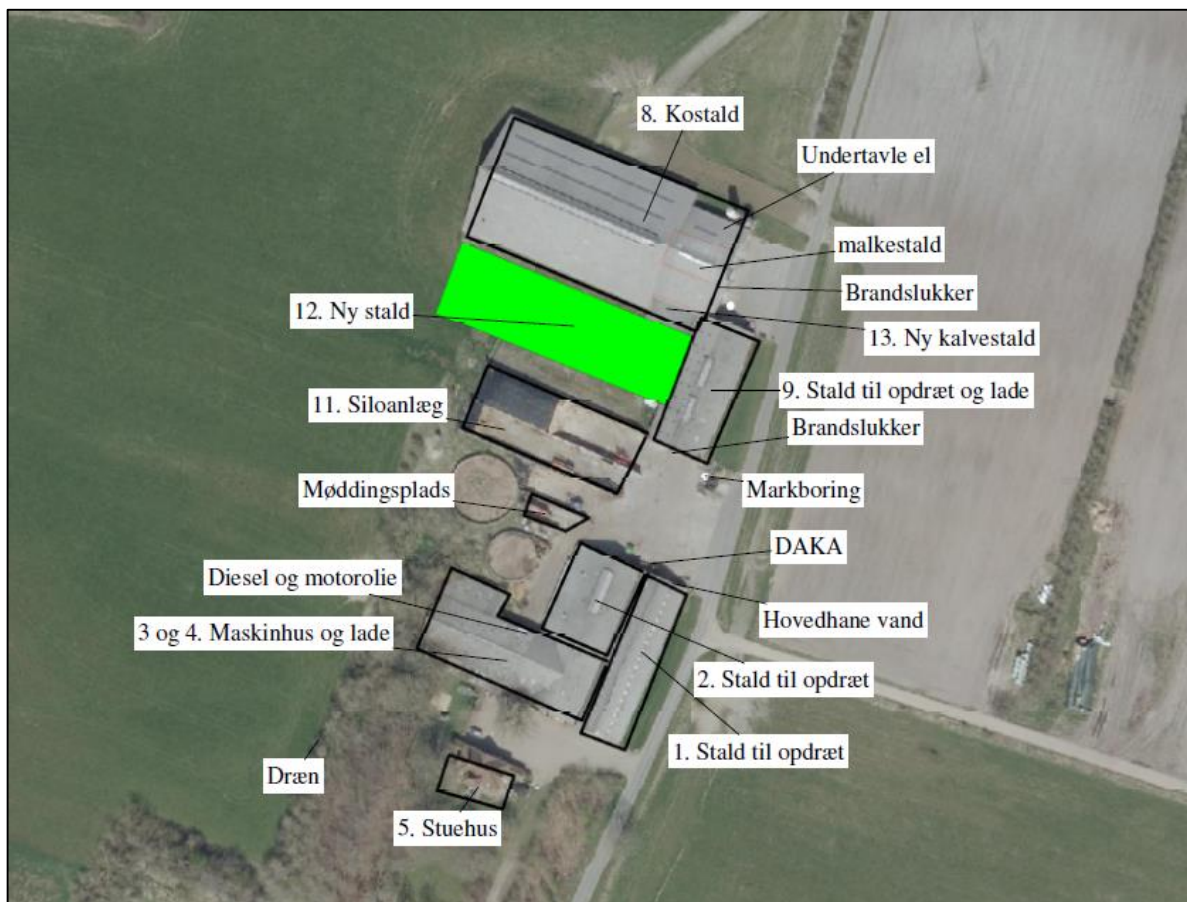 8. Kostald
Undertavle el
malkestald
Brandslukker
12. Ny stald
13. Ny kalvestald
9. Stald til opdræt og lade
11. Siloanlæg
Brandslukker
Møddingsplads
Markboring
DAKA
Diesel og motorolie
Hovedhane vand
3 og 4. Maskinhus og lade
2. Stald til opdræt
1. Stald til opdræt
Dræn
5. Stuehus